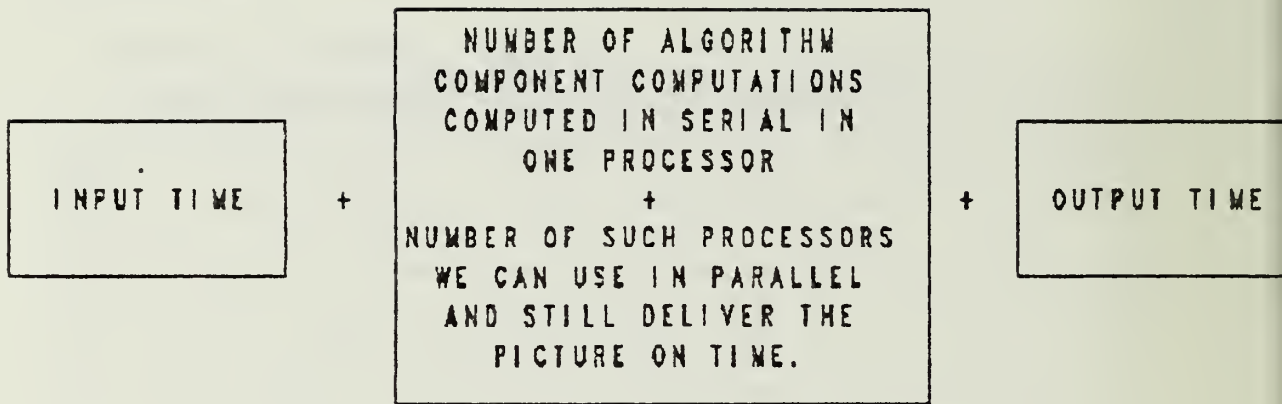 INPUT TIME
+
NUMBER OF ALGORITHM
COMPONENT COMPUTATIONS
COMPUTED IN SERIAL IN
ONE PROCESSOR
+
NUMBER OF SUCH PROCESSORS
WE CAN USE IN PARALLEL
AND STILL DELIVER THE
PICTURE ON TIME.
+
OUTPUT TIME